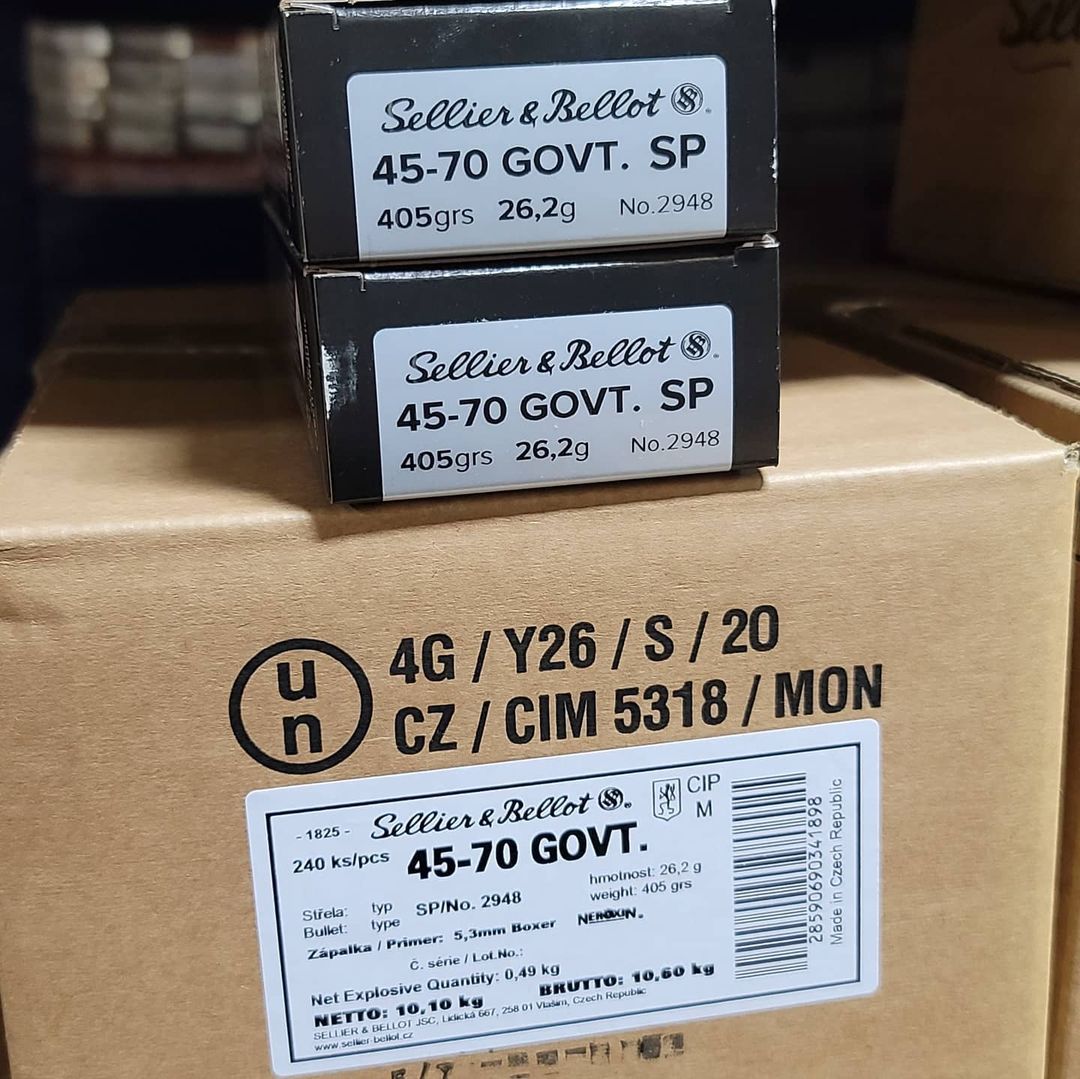 Sellier & Bellot
45-70 GOVT. SP
405grs 26,2g No.2948
Sellier & Bellot
45-70 GOVT. SP
405grs 26,2g No.2948
un
4G / Y26 / S / 20
CZ / CIM 5318 / MON
- 1825 - Sellier & Bellot
CIP
M
240 ks/pcs 45-70 GOVT.
Střela: typ SP/No. 2948 hmotnost: 26,2 g
Bullet: type weight: 405 grs
Zápalka / Primer: 5,3mm Boxer NEROXIN.
Č. série / Lot.No.:
Net Explosive Quantity: 0,49 kg
NETTO: 10,10 kg BRUTTO: 10,60 kg
SELLIER & BELLOT JSC, Lidická 667, 258 01 Vlašim, Czech Republic
www.sellier-bellot.cz
28590690341898
Made in Czech Republic
Sell